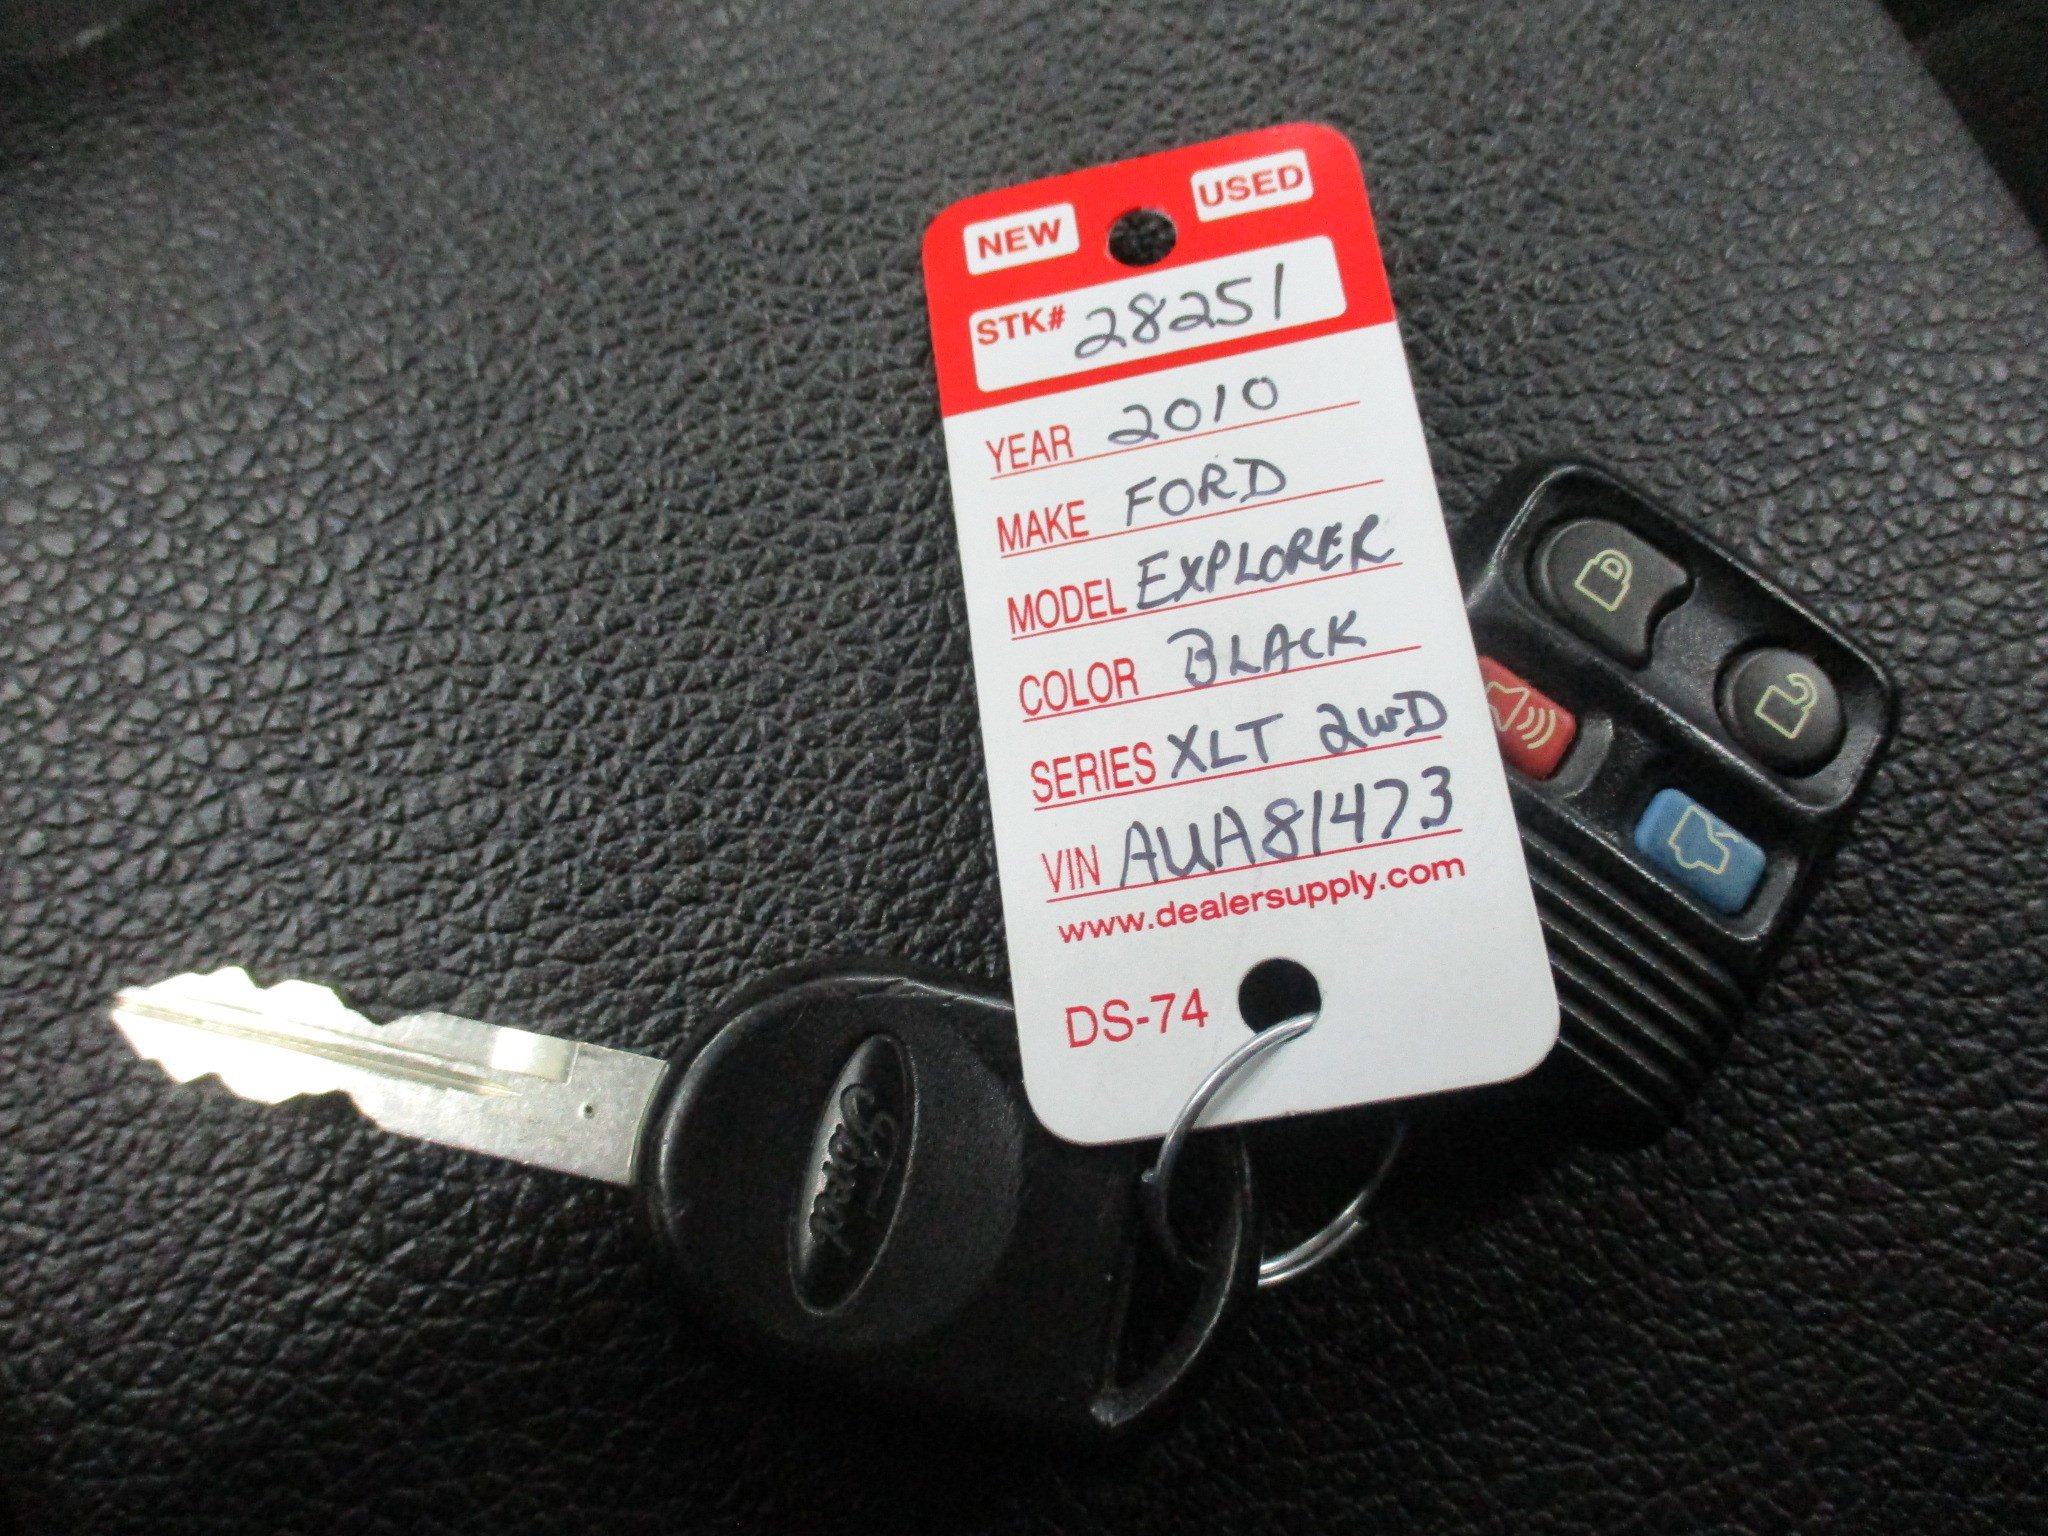 NEW USED
STK# 28251
YEAR 2010
MAKE FORD
MODEL EXPLORER
COLOR BLACK
SERIES XLT 2WD
VIN AUA81473
www.dealersupply.com
DS-74
Ford